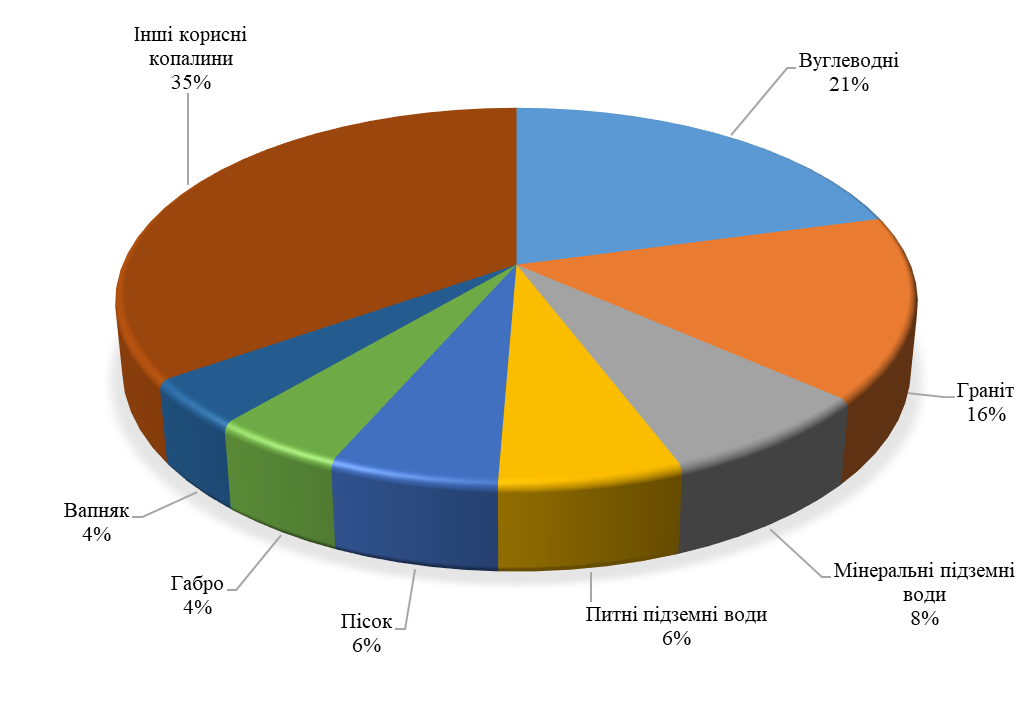 Інші корисні
копалини
35%
Вуглеводні
21%
Граніт
16%
Мінеральні підземні
води
8%
Питні підземні води
6%
Пісок
6%
Габро
4%
Вапняк
4%